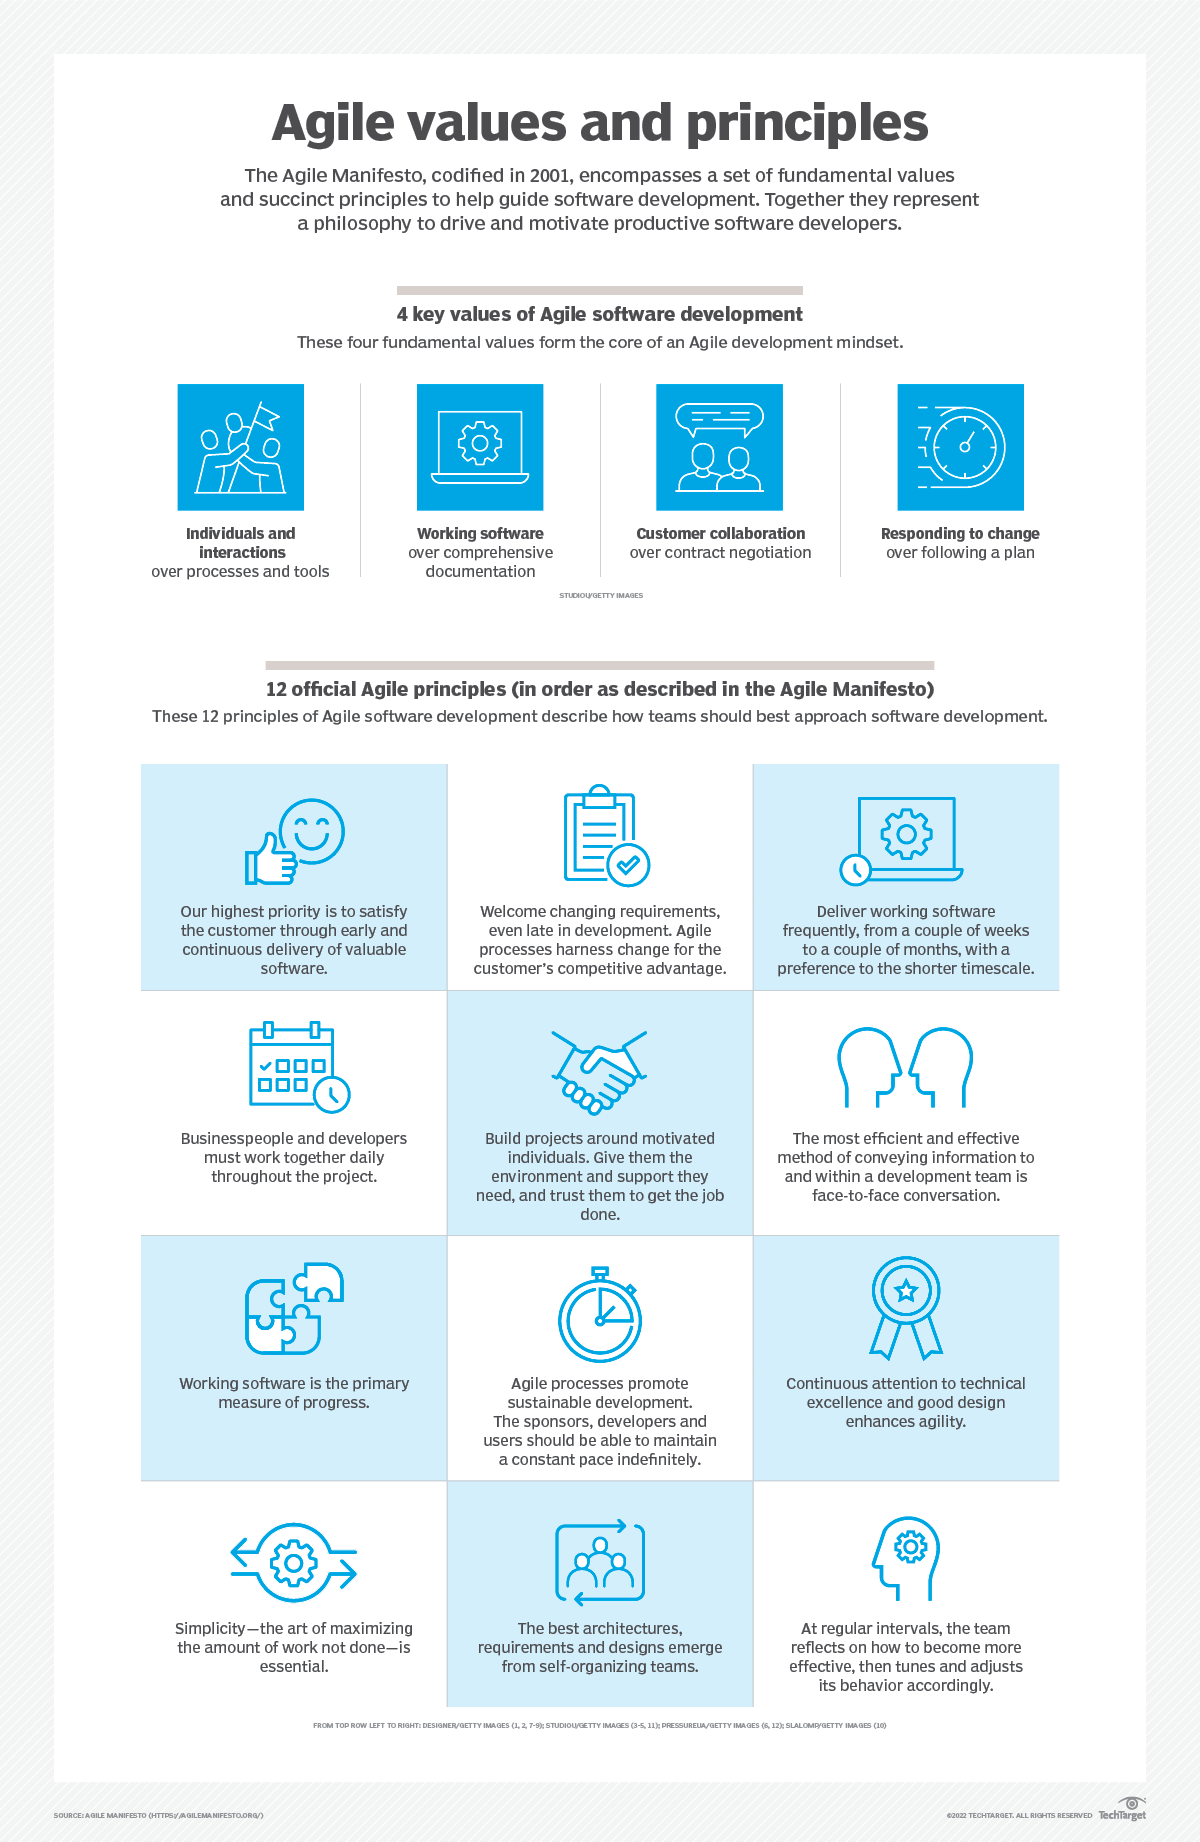 Agile values and principles
The Agile Manifesto, codified in 2001, encompasses a set of fundamental values
and succinct principles to help guide software development. Together they represent
a philosophy to drive and motivate productive software developers.
4 key values of Agile software development
These four fundamental values form the core of an Agile development mindset.
Individuals and
interactions
over processes and tools
Working software
over comprehensive
documentation
Customer collaboration
over contract negotiation
Responding to change
over following a plan
STUDIOU/GETTY IMAGES
12 official Agile principles (in order as described in the Agile Manifesto)
These 12 principles of Agile software development describe how teams should best approach software development.
Our highest priority is to satisfy
the customer through early and
continuous delivery of valuable
software.
Welcome changing requirements,
even late in development. Agile
processes harness change for the
customer's competitive advantage.
Deliver working software
frequently, from a couple of weeks
to a couple of months, with a
preference to the shorter timescale.
Businesspeople and developers
must work together daily
throughout the project.
Build projects around motivated
individuals. Give them the
environment and support they
need, and trust them to get the job
done.
The most efficient and effective
method of conveying information to
and within a development team is
face-to-face conversation.
Working software is the primary
measure of progress.
Agile processes promote
sustainable development.
The sponsors, developers and
users should be able to maintain
a constant pace indefinitely.
Continuous attention to technical
excellence and good design
enhances agility.
Simplicity—the art of maximizing
the amount of work not done—is
essential.
The best architectures,
requirements and designs emerge
from self-organizing teams.
At regular intervals, the team
reflects on how to become more
effective, then tunes and adjusts
its behavior accordingly.
FROM TOP ROW LEFT TO RIGHT: DESIGNER/GETTY IMAGES (1, 2, 7-9); STUDIOU/GETTY IMAGES (3-5, 11); PRESSUREUA/GETTY IMAGES (6, 12); SLALOMP/GETTY IMAGES (10)
SOURCE: AGILE MANIFESTO (HTTPS://AGILEMANIFESTO.ORG/)
©2022 TECHTARGET. ALL RIGHTS RESERVED TechTarget